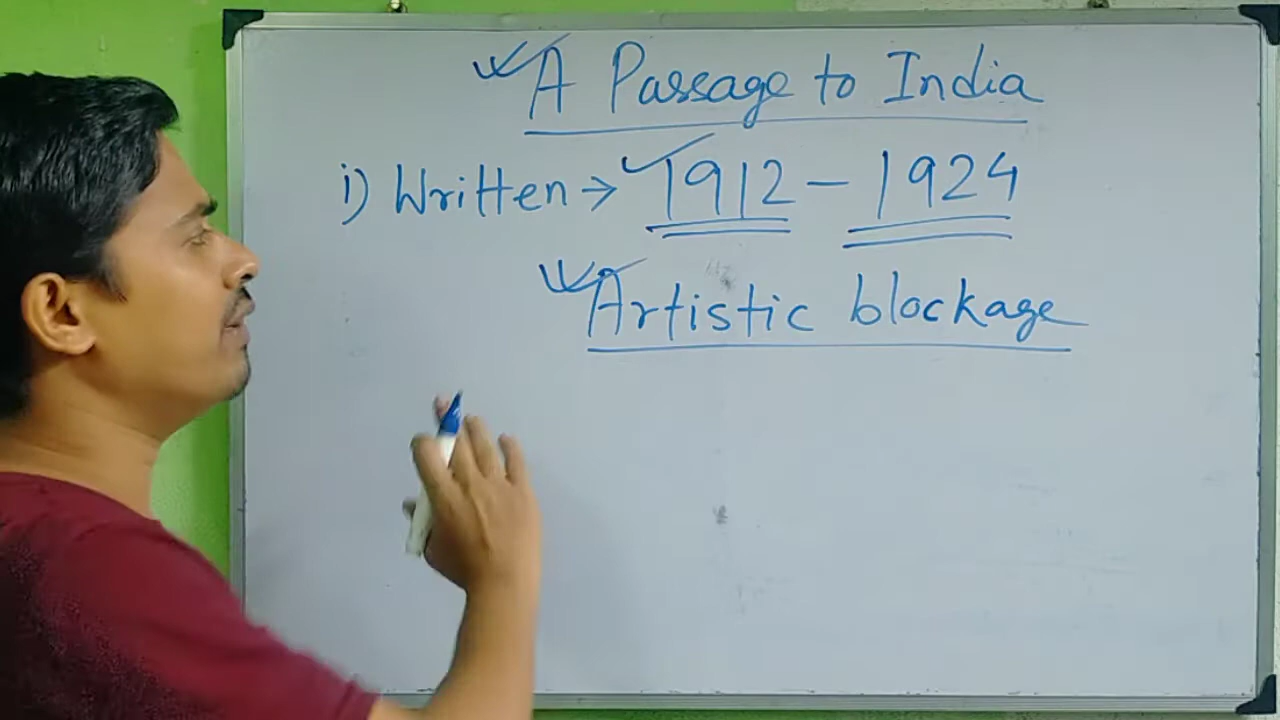 A Passage to India
i) Written → 1912 - 1924
Artistic blockage